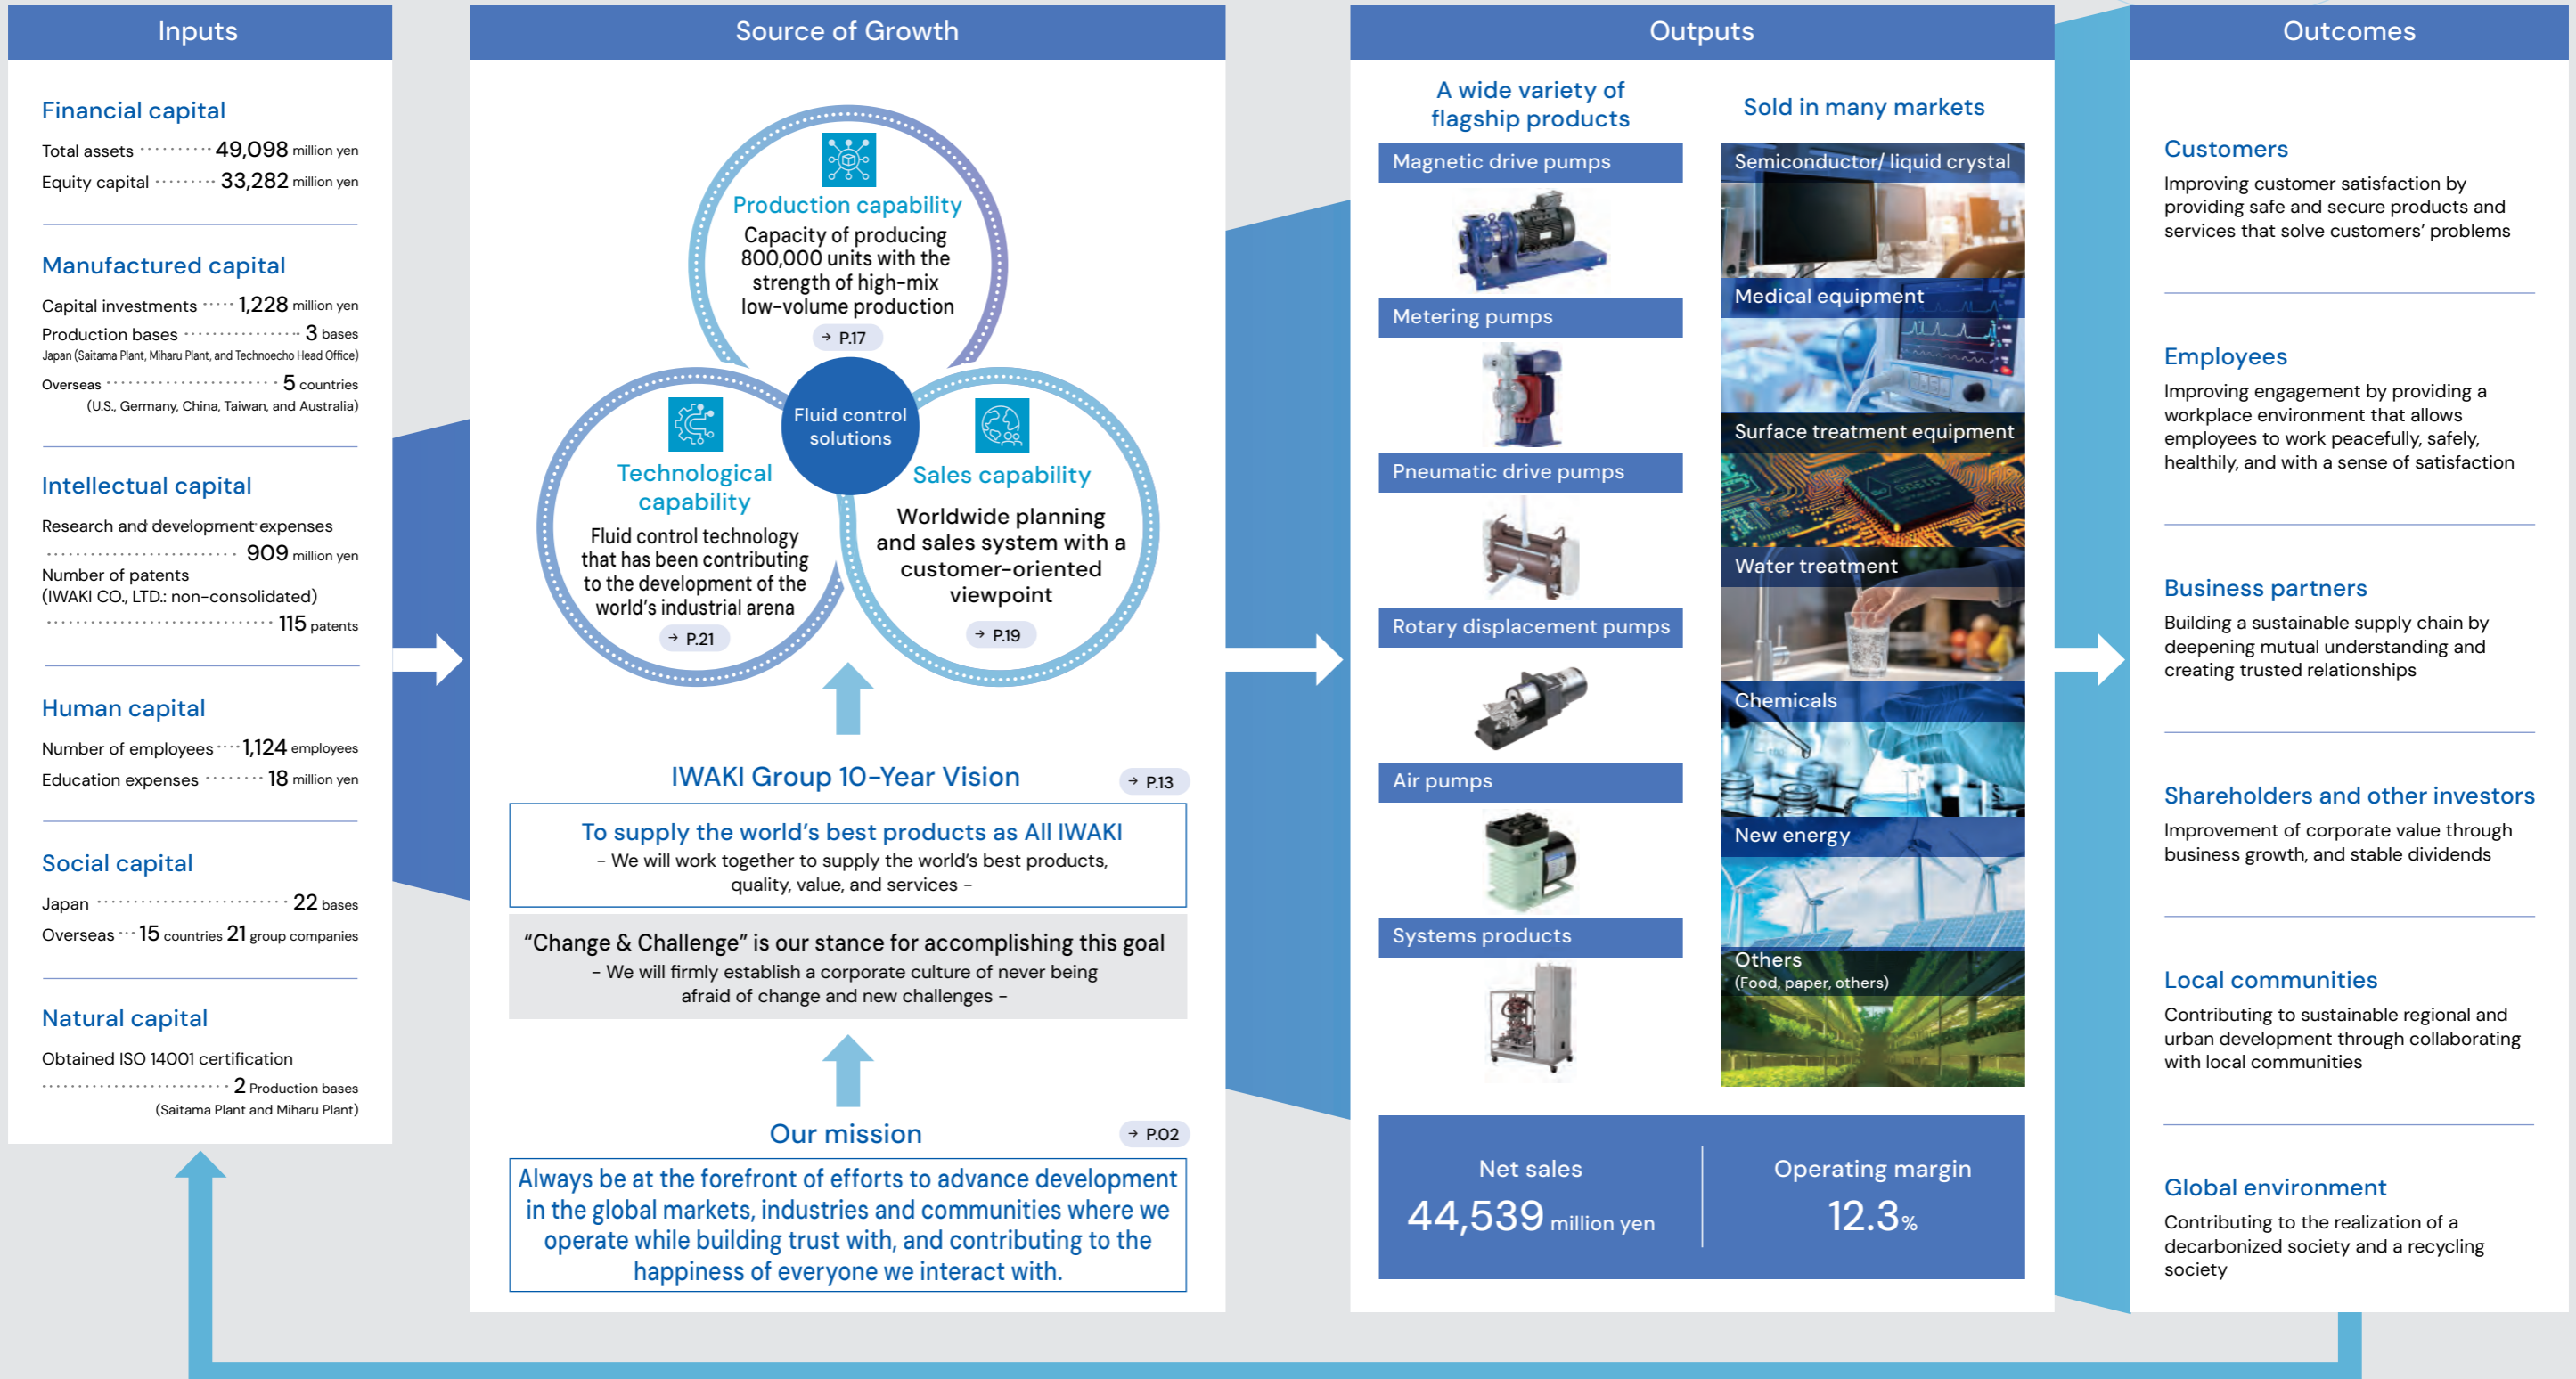 Inputs
Financial capital
Total assets ········· 49,098 million yen
Equity capital ········ 33,282 million yen
Manufactured capital
Capital investments ····· 1,228 million yen
Production bases ················ 3 bases
Japan (Saitama Plant, Miharu Plant, and Technoecho Head Office)
Overseas ························ 5 countries
(U.S., Germany, China, Taiwan, and Australia)
Intellectual capital
Research and development expenses
·························· 909 million yen
Number of patents
(IWAKI CO., LTD.: non-consolidated)
······························· 115 patents
Human capital
Number of employees ···· 1,124 employees
Education expenses ········ 18 million yen
Social capital
Japan ··························· 22 bases
Overseas ··· 15 countries 21 group companies
Natural capital
Obtained ISO 14001 certification
·························· 2 Production bases
(Saitama Plant and Miharu Plant)
Source of Growth
Production capability
Capacity of producing
800,000 units with the
strength of high-mix
low-volume production
→ P.17
Fluid control
solutions
Technological
capability
Fluid control technology
that has been contributing
to the development of the
world's industrial arena
→ P.21
Sales capability
Worldwide planning
and sales system with a
customer-oriented
viewpoint
→ P.19
IWAKI Group 10-Year Vision
→ P.13
To supply the world's best products as All IWAKI
- We will work together to supply the world's best products,
quality, value, and services -
“Change & Challenge” is our stance for accomplishing this goal
- We will firmly establish a corporate culture of never being
afraid of change and new challenges -
Our mission
→ P.02
Always be at the forefront of efforts to advance development
in the global markets, industries and communities where we
operate while building trust with, and contributing to the
happiness of everyone we interact with.
Outputs
A wide variety of
flagship products
Magnetic drive pumps
Metering pumps
Pneumatic drive pumps
Rotary displacement pumps
Air pumps
Systems products
Sold in many markets
Semiconductor/ liquid crystal
Medical equipment
Surface treatment equipment
Water treatment
Chemicals
New energy
Others
(Food, paper, others)
Net sales
44,539 million yen
Operating margin
12.3%
Outcomes
Customers
Improving customer satisfaction by
providing safe and secure products and
services that solve customers' problems
Employees
Improving engagement by providing a
workplace environment that allows
employees to work peacefully, safely,
healthily, and with a sense of satisfaction
Business partners
Building a sustainable supply chain by
deepening mutual understanding and
creating trusted relationships
Shareholders and other investors
Improvement of corporate value through
business growth, and stable dividends
Local communities
Contributing to sustainable regional and
urban development through collaborating
with local communities
Global environment
Contributing to the realization of a
decarbonized society and a recycling
society